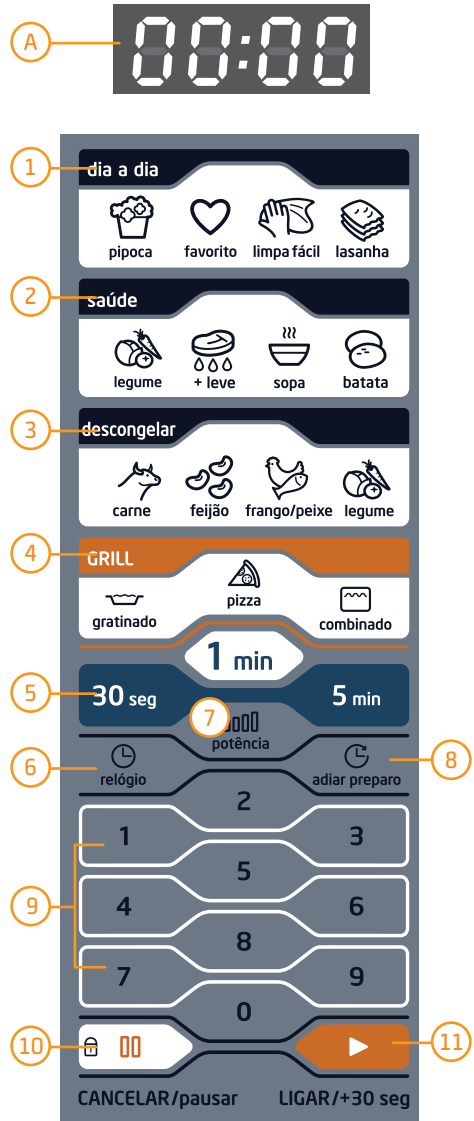 A
00:00
1
dia a dia
pipoca favorito limpa fácil lasanha
2
saúde
legume + leve sopa batata
3
descongelar
carne feijão frango/peixe legume
4
GRILL
pizza
gratinado combinado
1 min
5
30 seg 5 min
7
potência
6
relógio
8
adiar preparo
2
1 3
5
9
4 6
8
7 9
0
10
11
CANCELAR/pausar LIGAR/+30 seg